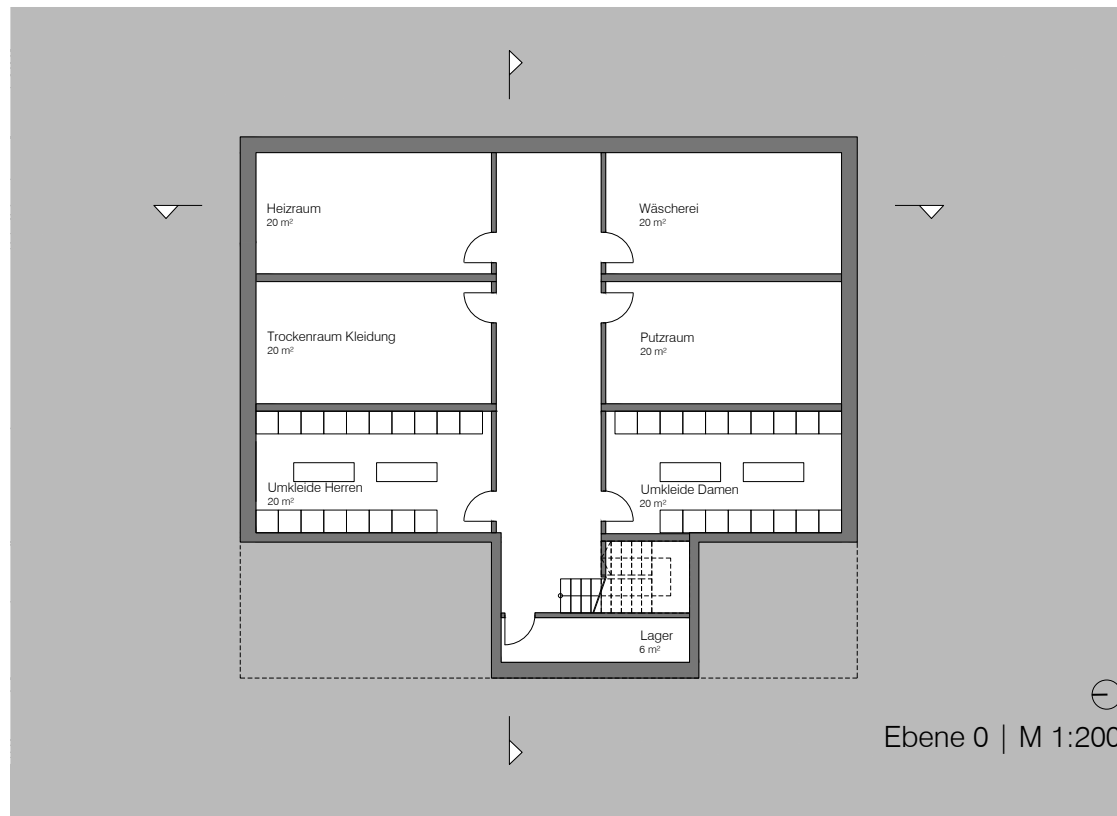 Heizraum
20 m²
Wäscherei
20 m²
Trockenraum Kleidung
20 m²
Putzraum
20 m²
Umkleide Herren
20 m²
Umkleide Damen
20 m²
Lager
6 m²
Ebene 0 | M 1:200